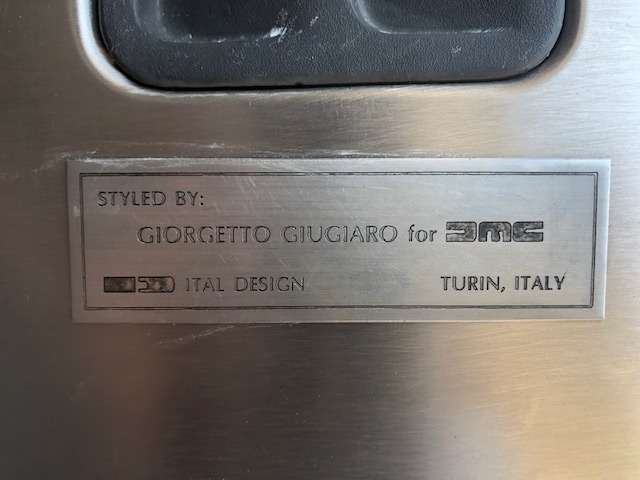 STYLED BY:
GIORGETTO GIUGIARO for DMC
ITAL DESIGN TURIN, ITALY